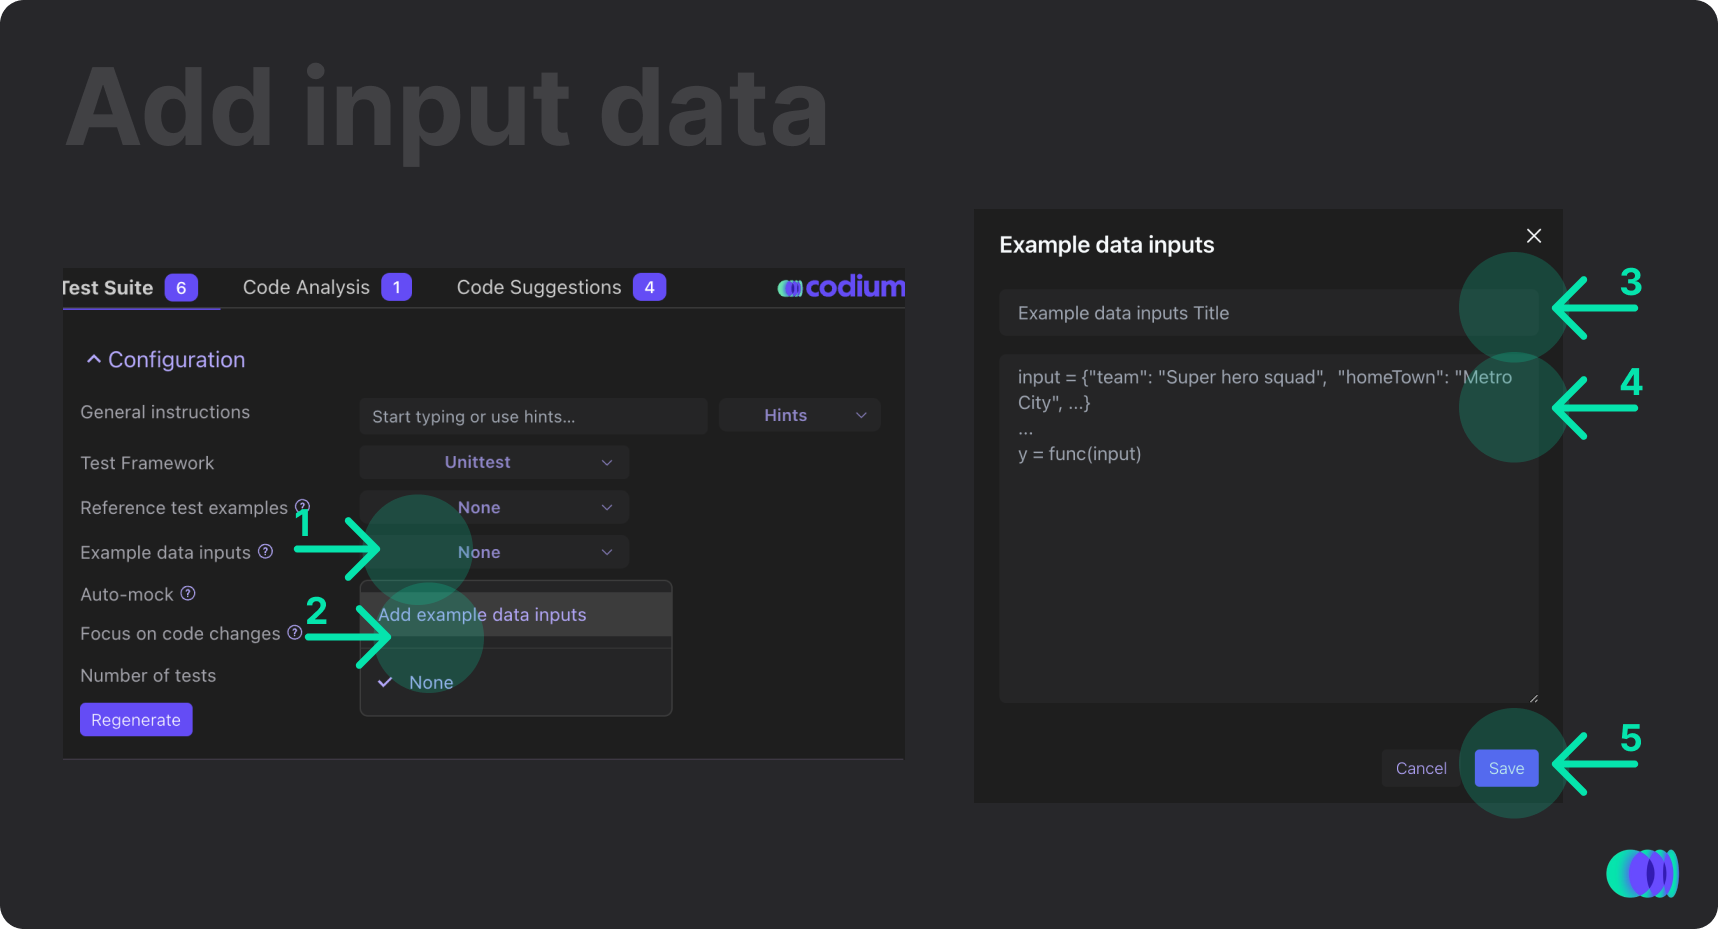 Add input data
Test Suite 6 Code Analysis 1 Code Suggestions 4 codium
Configuration
General instructions Start typing or use hints... Hints
Test Framework Unittest
Reference test examples ? None
1
Example data inputs ? None
Auto-mock ?
2 Add example data inputs
Focus on code changes ?
Number of tests
None
Regenerate
Example data inputs
3
Example data inputs Title
4
input = {"team": "Super hero squad", "homeTown": "Metro
City", ...}
...
y = func(input)
5
Cancel Save